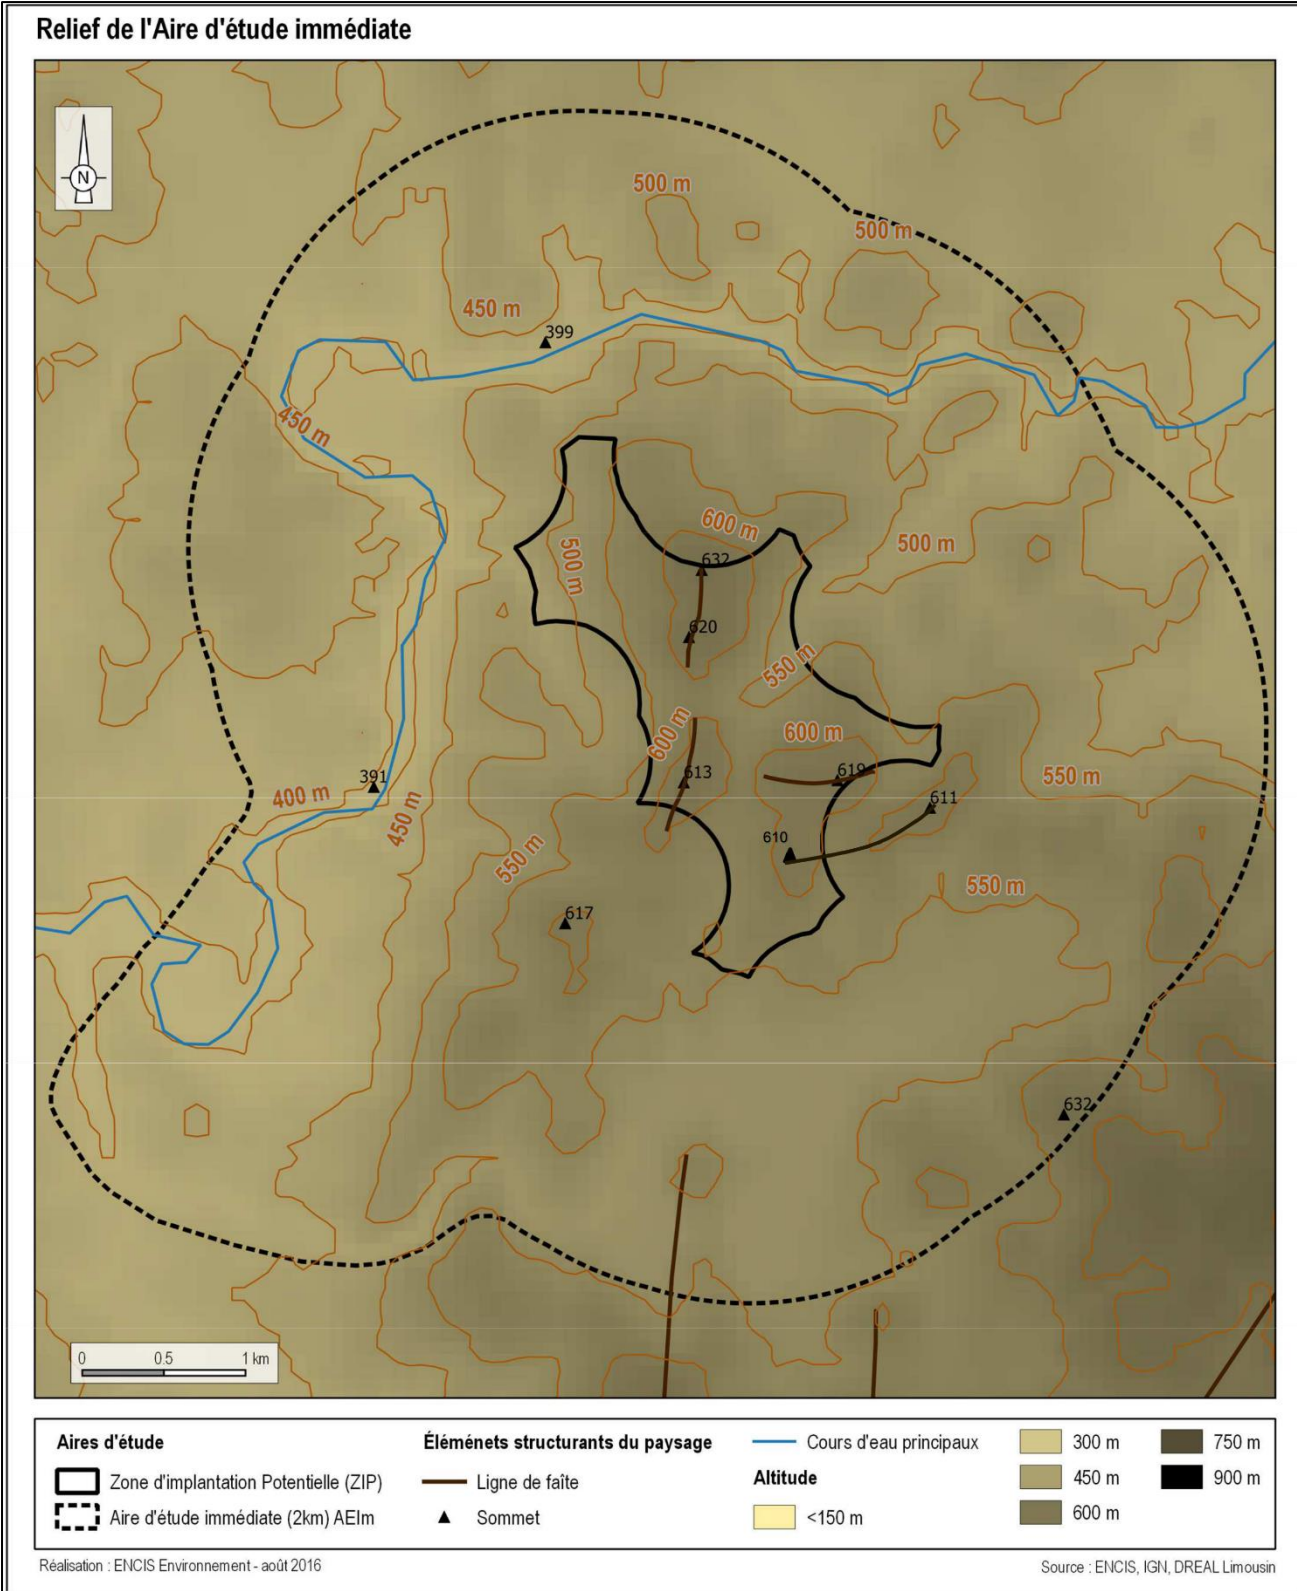 Relief de l'Aire d'étude immédiate
N
500 m
500 m
450 m
399
450 m
600 m
500 m
500 m
632
620
550 m
600 m
600 m
613
619
550 m
391
400 m
450 m
611
610
550 m
550 m
617
632
0 0.5 1 km
Aires d'étude
Zone d'implantation Potentielle (ZIP)
Aire d'étude immédiate (2km) AEIm
Éléménets structurants du paysage
Ligne de faîte
Sommet
Cours d'eau principaux
Altitude
<150 m
300 m
450 m
600 m
750 m
900 m
Réalisation : ENCIS Environnement - août 2016
Source : ENCIS, IGN, DREAL Limousin